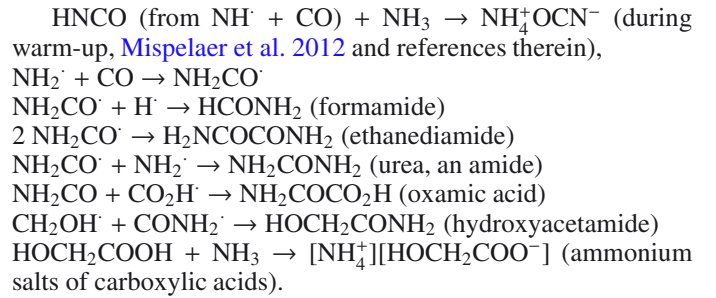 HNCO (from NH˙ + CO) + NH₃ → NH₄⁺OCN⁻ (during
warm-up, Mispelaer et al. 2012 and references therein),
NH₂˙ + CO → NH₂CO˙
NH₂CO˙ + H˙ → HCONH₂ (formamide)
2 NH₂CO˙ → H₂NCOCONH₂ (ethanediamide)
NH₂CO˙ + NH₂˙ → NH₂CONH₂ (urea, an amide)
NH₂CO + CO₂H˙ → NH₂COCO₂H (oxamic acid)
CH₂OH˙ + CONH₂˙ → HOCH₂CONH₂ (hydroxyacetamide)
HOCH₂COOH + NH₃ → [NH₄⁺][HOCH₂COO⁻] (ammonium
salts of carboxylic acids).